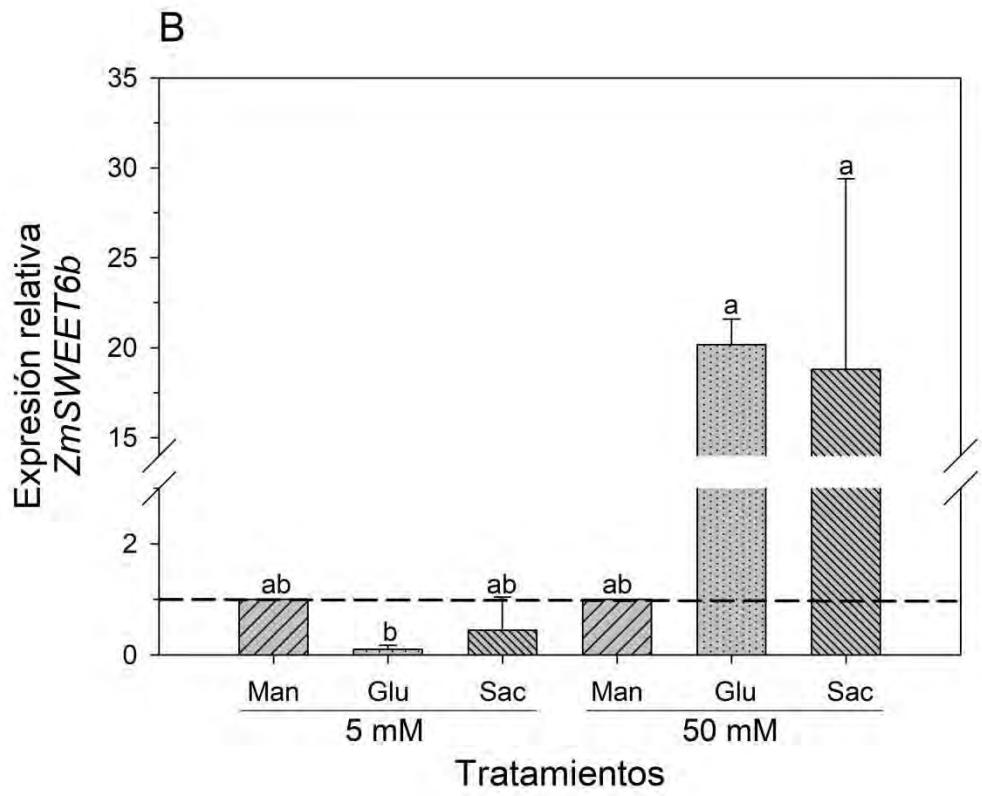 B
Expresión relativa
ZmSWEET6b
35
30
25
20
15
2
0
ab
b
ab
ab
a
a
Man Glu Sac Man Glu Sac
5 mM 50 mM
Tratamientos